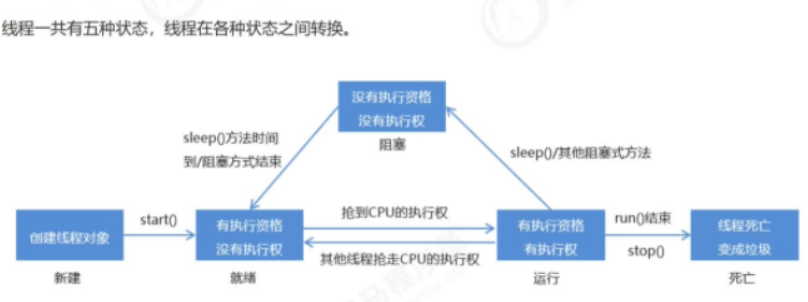 线程一共有五种状态，线程在各种状态之间转换。
没有执行资格
没有执行权
阻塞
sleep()方法时间
到/阻塞方式结束
sleep()/其他阻塞式方法
创建线程对象
新建
start()
有执行资格
没有执行权
就绪
抢到CPU的执行权
其他线程抢走CPU的执行权
有执行资格
有执行权
运行
run()结束
stop()
线程死亡
变成垃圾
死亡